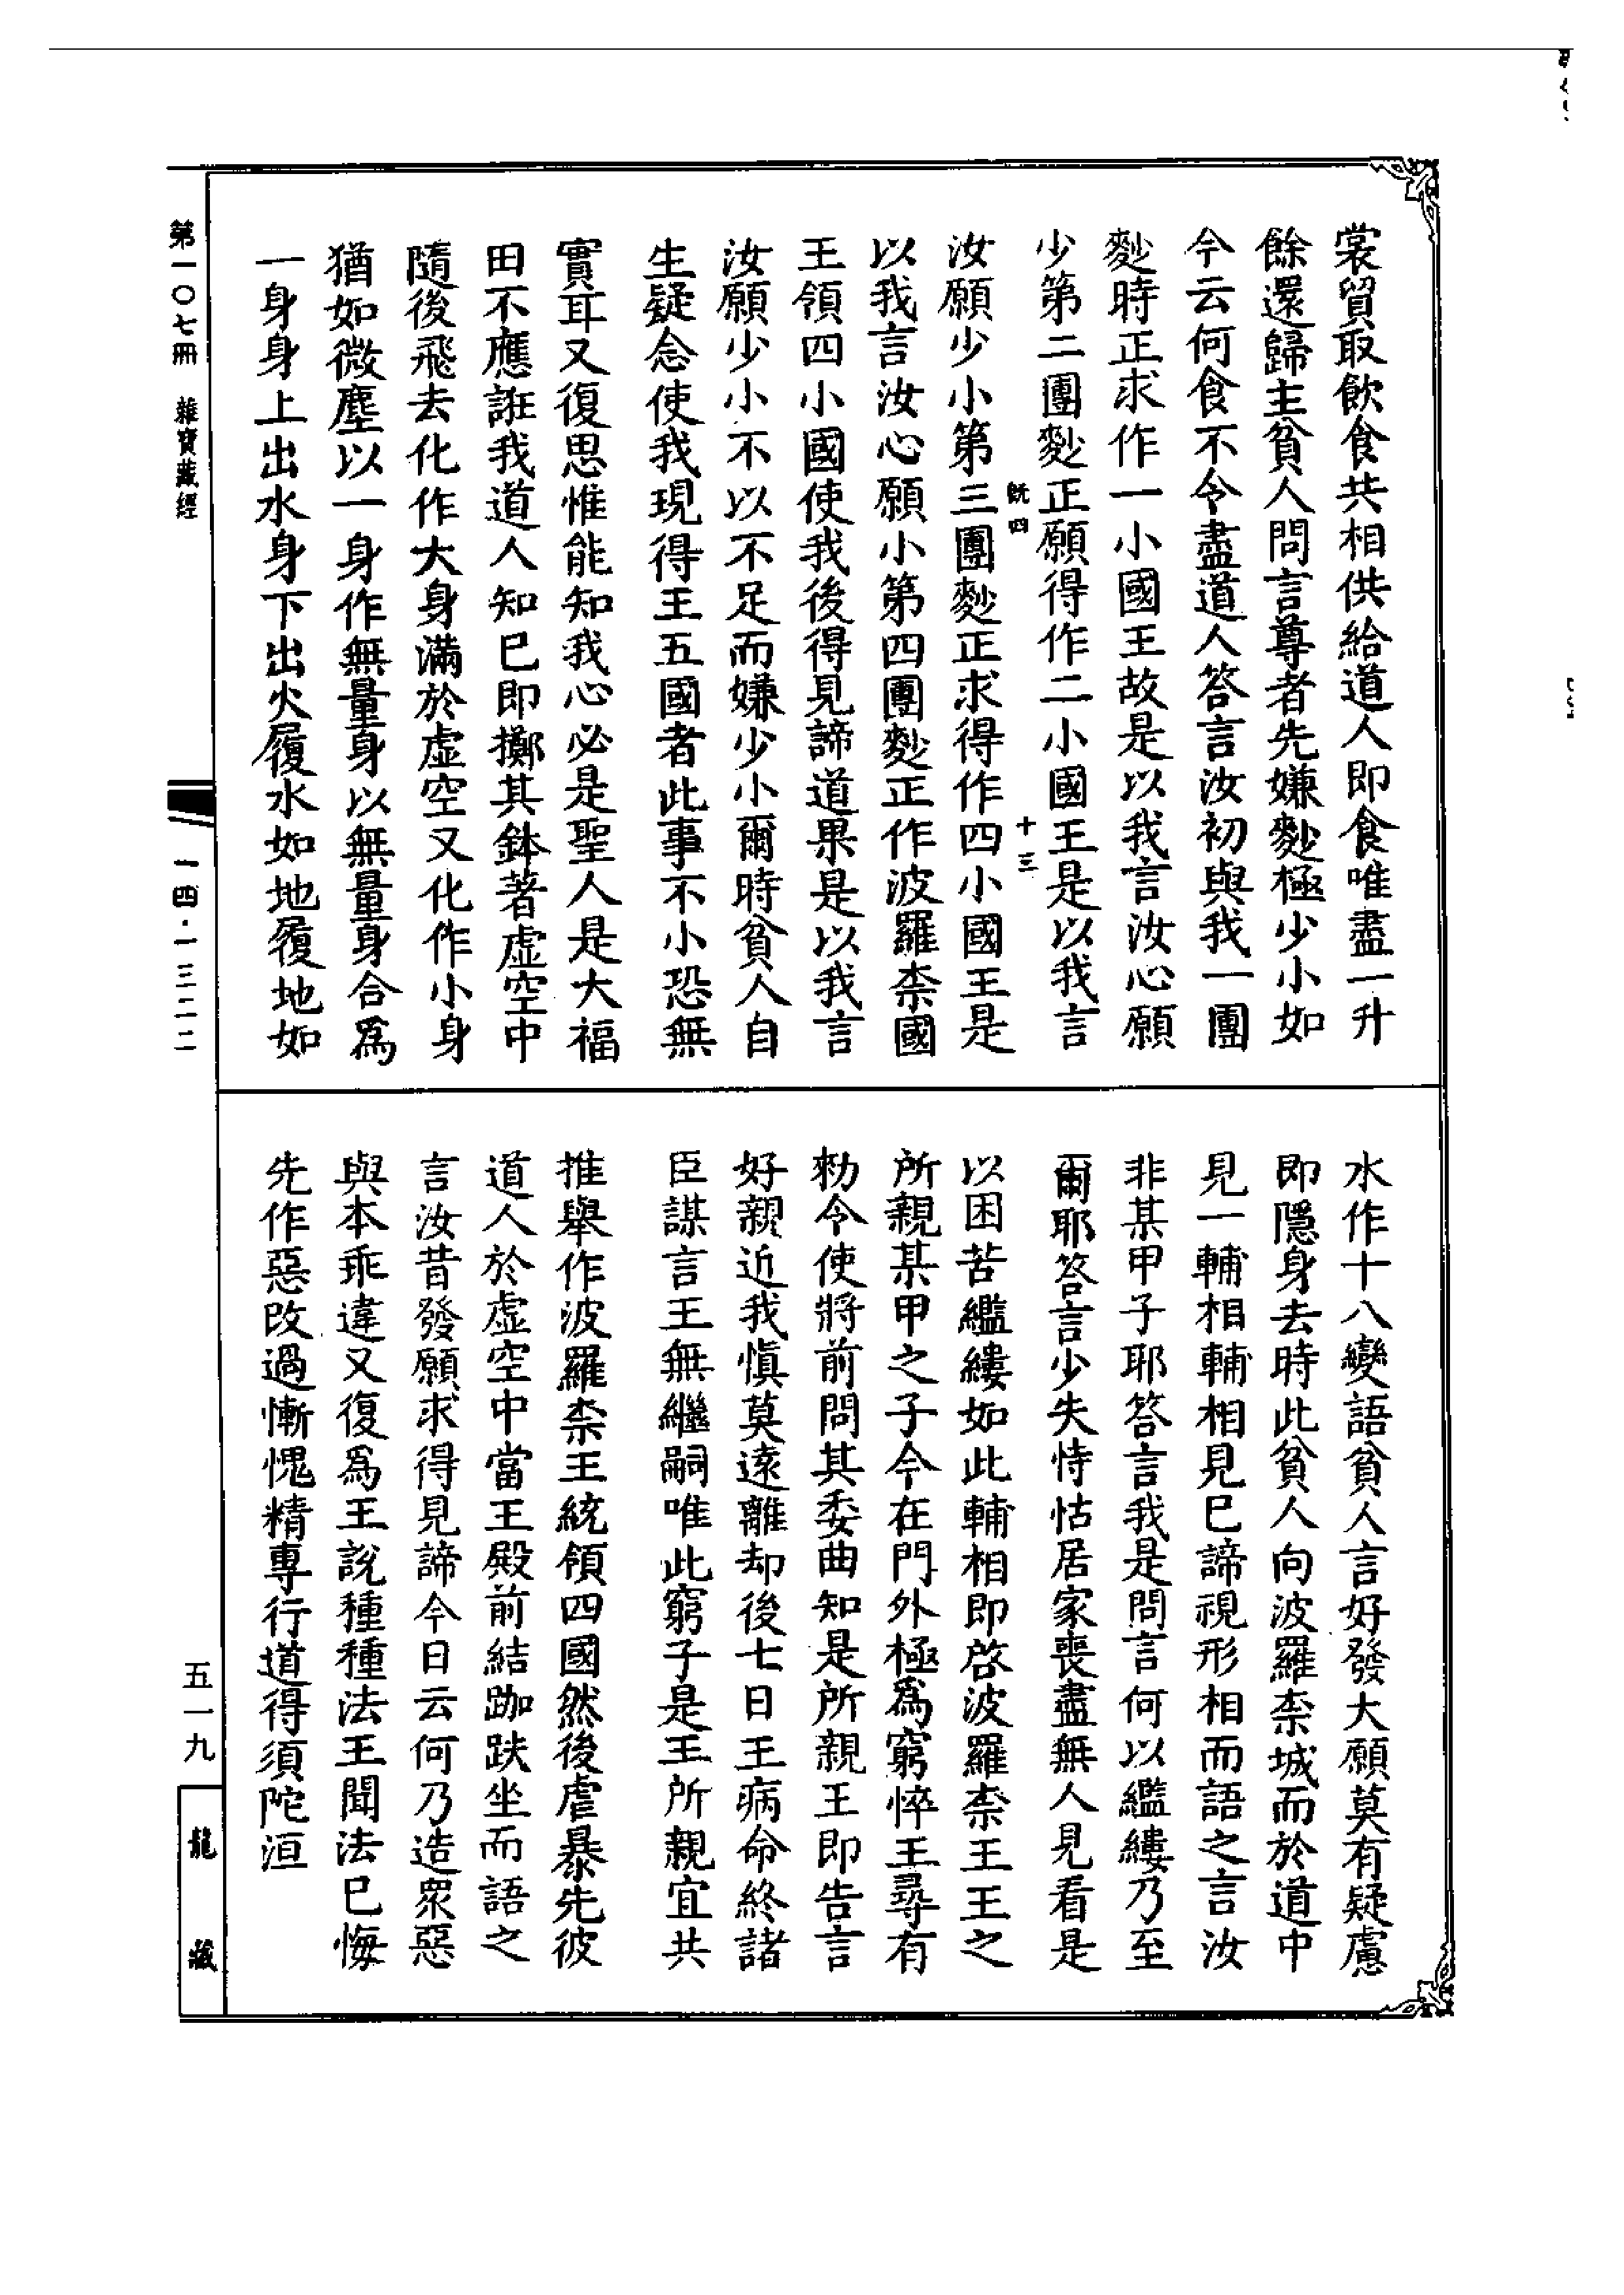 裳貿取飲食共相供給道人即食唯盡一升
餘還歸主貧人問言尊者先嫌麨極少小如
今云何食不令盡道人答言汝初與我一團
麨時正求作一小國王故是以我言汝心願
少第二團麨正願得作二小國王是以我言
旣四 十三
汝願少小第三團麨正求得作四小國王是
以我言汝心願小第四團麨正作波羅柰國
王領四小國使我後得見諦道果是以我言
汝願少小不以不足而嫌少小爾時貧人自
生疑念使我現得王五國者此事不小恐無
實耳又復思惟能知我心必是聖人是大福
田不應誑我道人知已即擲其鉢著虛空中
隨後飛去化作大身滿於虛空又化作小身
猶如微塵以一身作無量身以無量身合爲
一身身上出水身下出火履水如地履地如
水作十八變語貧人言好發大願莫有疑慮
即隱身去時此貧人向波羅柰城而於道中
見一輔相輔相見已諦視形相而語之言汝
非某甲子耶答言我是問言何以繿縷乃至
爾耶答言少失恃怙居家喪盡無人見看是
以困苦繿縷如此輔相即啓波羅柰王王之
所親某甲之子今在門外極爲窮悴王尋有
勑令使將前問其委曲知是所親王即告言
好親近我愼莫遠離却後七日王病命終諸
臣謀言王無繼嗣唯此窮子是王所親宜共
推舉作波羅柰王統領四國然後虐暴先彼
道人於虛空中當王殿前結跏趺坐而語之
言汝昔發願求得見諦今日云何乃造眾惡
與本乖違又復爲王說種種法王聞法已悔
先作惡改過慚愧精專行道得須陀洹
第一〇七冊 雜寶藏經
一四·一三二二
五一九
龍藏